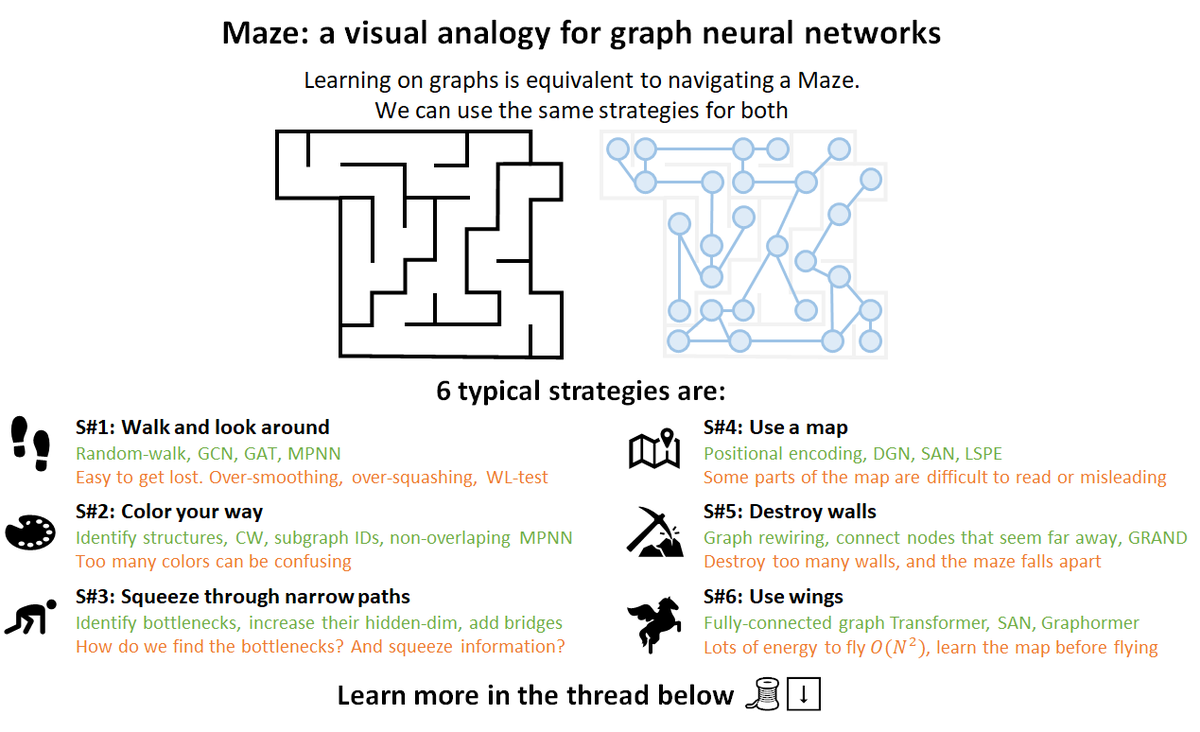 Maze: a visual analogy for graph neural networks
Learning on graphs is equivalent to navigating a Maze.
We can use the same strategies for both
6 typical strategies are:
S#1: Walk and look around
Random-walk, GCN, GAT, MPNN
Easy to get lost. Over-smoothing, over-squashing, WL-test
S#2: Color your way
Identify structures, CW, subgraph IDs, non-overlaping MPNN
Too many colors can be confusing
S#3: Squeeze through narrow paths
Identify bottlenecks, increase their hidden-dim, add bridges
How do we find the bottlenecks? And squeeze information?
S#4: Use a map
Positional encoding, DGN, SAN, LSPE
Some parts of the map are difficult to read or misleading
S#5: Destroy walls
Graph rewiring, connect nodes that seem far away, GRAND
Destroy too many walls, and the maze falls apart
S#6: Use wings
Fully-connected graph Transformer, SAN, Graphormer
Lots of energy to fly O(N²), learn the map before flying
Learn more in the thread below